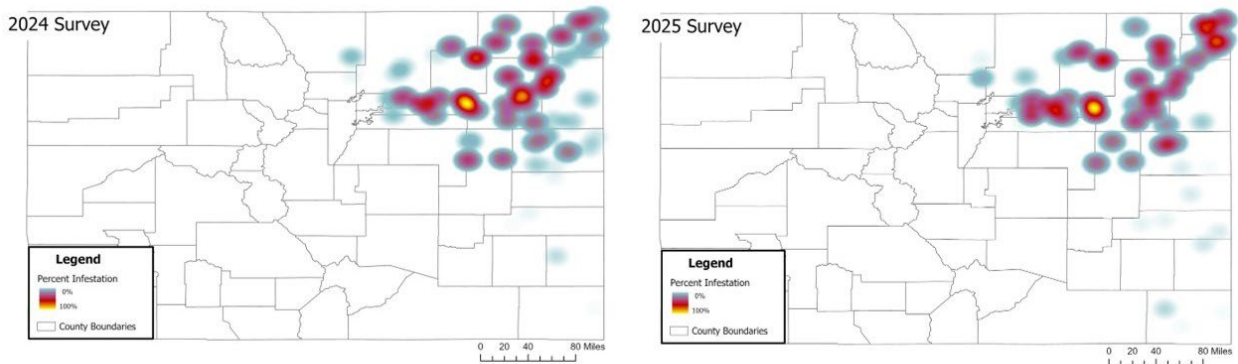 2024 Survey
Legend
Percent Infestation
0%
100%
County Boundaries
0 20 40 80 Miles
2025 Survey
Legend
Percent Infestation
0%
100%
County Boundaries
0 20 40 80 Miles